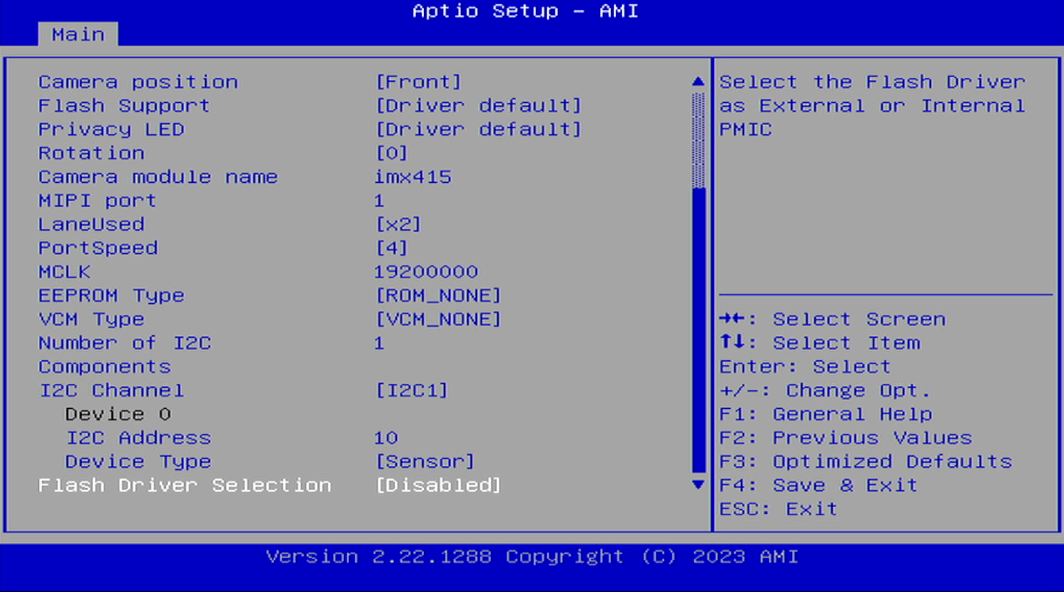 Aptio Setup - AMI
Main
Camera position [Front]
Flash Support [Driver default]
Privacy LED [Driver default]
Rotation [0]
Camera module name imx415
MIPI port 1
LaneUsed [x2]
PortSpeed [4]
MCLK 19200000
EEPROM Type [ROM_NONE]
VCM Type [VCM_NONE]
Number of I2C 1
Components
I2C Channel [I2C1]
Device 0
I2C Address 10
Device Type [Sensor]
Flash Driver Selection [Disabled]
Select the Flash Driver
as External or Internal
PMIC
→←: Select Screen
↑↓: Select Item
Enter: Select
+/-: Change Opt.
F1: General Help
F2: Previous Values
F3: Optimized Defaults
F4: Save & Exit
ESC: Exit
Version 2.22.1288 Copyright (C) 2023 AMI